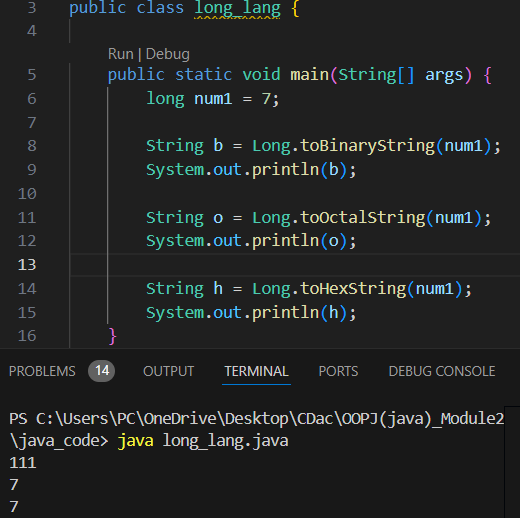 3 public class long_lang {
4
Run | Debug
5 public static void main(String[] args) {
6 long num1 = 7;
7
8 String b = Long.toBinaryString(num1);
9 System.out.println(b);
10
11 String o = Long.toOctalString(num1);
12 System.out.println(o);
13
14 String h = Long.toHexString(num1);
15 System.out.println(h);
16 }
PROBLEMS 14 OUTPUT TERMINAL PORTS DEBUG CONSOLE
PS C:\Users\PC\OneDrive\Desktop\CDac\OOPJ(java)_Module2
\java_code> java long_lang.java
111
7
7